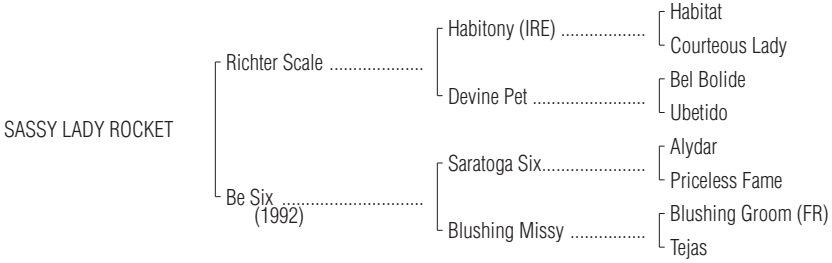 Habitat
Habitony (IRE) ...................
Courteous Lady
Richter Scale .....................
Bel Bolide
Devine Pet .........................
Ubetido
SASSY LADY ROCKET
Alydar
Saratoga Six.......................
Priceless Fame
Be Six ................................
(1992)
Blushing Groom (FR)
Blushing Missy .................
Tejas